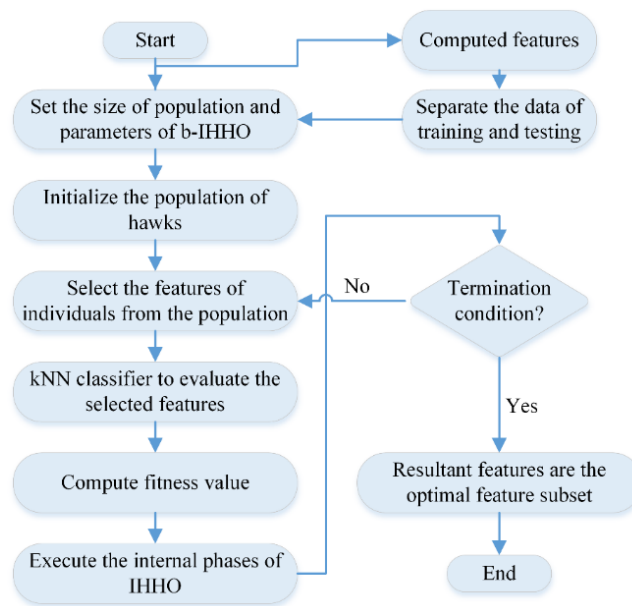 Start
Computed features
Set the size of population and
parameters of b-IHHO
Separate the data of
training and testing
Initialize the population of
hawks
Select the features of
individuals from the population
No
Termination
condition?
kNN classifier to evaluate the
selected features
Yes
Compute fitness value
Resultant features are the
optimal feature subset
Execute the internal phases of
IHHO
End